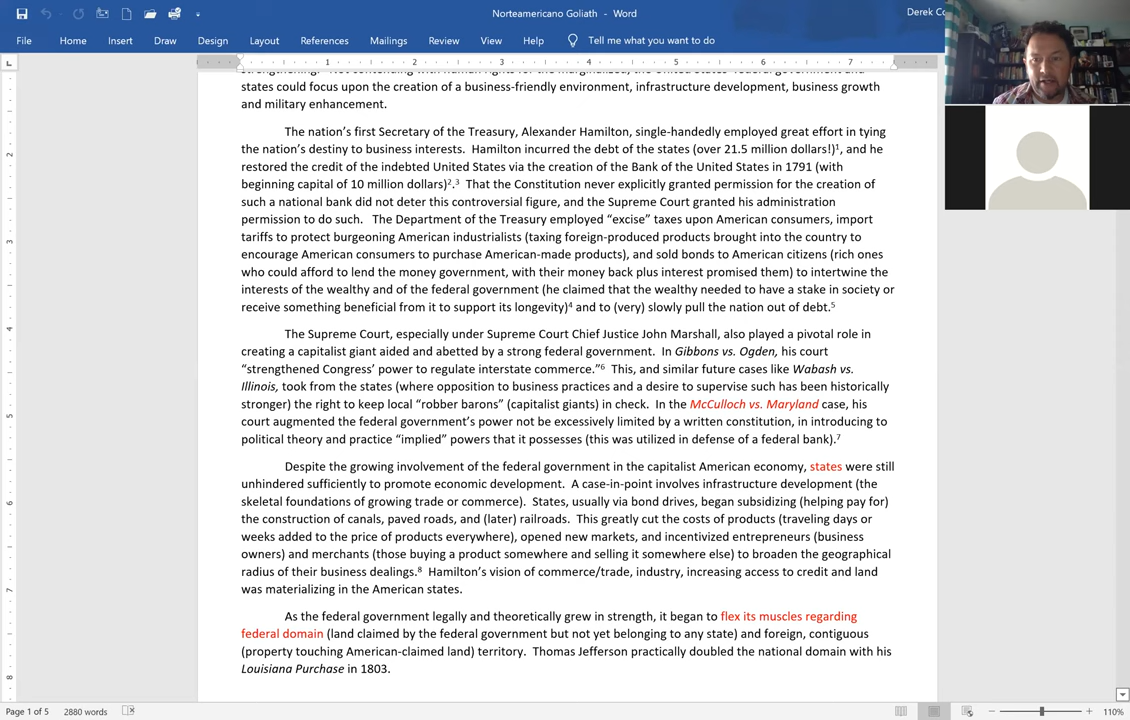 Norteamericano Goliath - Word
Derek Co
File Home Insert Draw Design Layout References Mailings Review View Help Tell me what you want to do
1 2 3 4 5 6 7
states could focus upon the creation of a business-friendly environment, infrastructure development, business growth
and military enhancement.
The nation's first Secretary of the Treasury, Alexander Hamilton, single-handedly employed great effort in tying
the nation's destiny to business interests. Hamilton incurred the debt of the states (over 21.5 million dollars!)¹, and he
restored the credit of the indebted United States via the creation of the Bank of the United States in 1791 (with
beginning capital of 10 million dollars)².³ That the Constitution never explicitly granted permission for the creation of
such a national bank did not deter this controversial figure, and the Supreme Court granted his administration
permission to do such. The Department of the Treasury employed "excise" taxes upon American consumers, import
tariffs to protect burgeoning American industrialists (taxing foreign-produced products brought into the country to
encourage American consumers to purchase American-made products), and sold bonds to American citizens (rich ones
who could afford to lend the money government, with their money back plus interest promised them) to intertwine the
interests of the wealthy and of the federal government (he claimed that the wealthy needed to have a stake in society or
receive something beneficial from it to support its longevity)⁴ and to (very) slowly pull the nation out of debt.⁵
The Supreme Court, especially under Supreme Court Chief Justice John Marshall, also played a pivotal role in
creating a capitalist giant aided and abetted by a strong federal government. In Gibbons vs. Ogden, his court
"strengthened Congress' power to regulate interstate commerce."⁶ This, and similar future cases like Wabash vs.
Illinois, took from the states (where opposition to business practices and a desire to supervise such has been historically
stronger) the right to keep local "robber barons" (capitalist giants) in check. In the McCulloch vs. Maryland case, his
court augmented the federal government's power not be excessively limited by a written constitution, in introducing to
political theory and practice "implied" powers that it possesses (this was utilized in defense of a federal bank).⁷
Despite the growing involvement of the federal government in the capitalist American economy, states were still
unhindered sufficiently to promote economic development. A case-in-point involves infrastructure development (the
skeletal foundations of growing trade or commerce). States, usually via bond drives, began subsidizing (helping pay for)
the construction of canals, paved roads, and (later) railroads. This greatly cut the costs of products (traveling days or
weeks added to the price of products everywhere), opened new markets, and incentivized entrepreneurs (business
owners) and merchants (those buying a product somewhere and selling it somewhere else) to broaden the geographical
radius of their business dealings.⁸ Hamilton's vision of commerce/trade, industry, increasing access to credit and land
was materializing in the American states.
As the federal government legally and theoretically grew in strength, it began to flex its muscles regarding
federal domain (land claimed by the federal government but not yet belonging to any state) and foreign, contiguous
(property touching American-claimed land) territory. Thomas Jefferson practically doubled the national domain with his
Louisiana Purchase in 1803.
2 3 4 5 6 7 8
Page 1 of 5 2880 words 110%